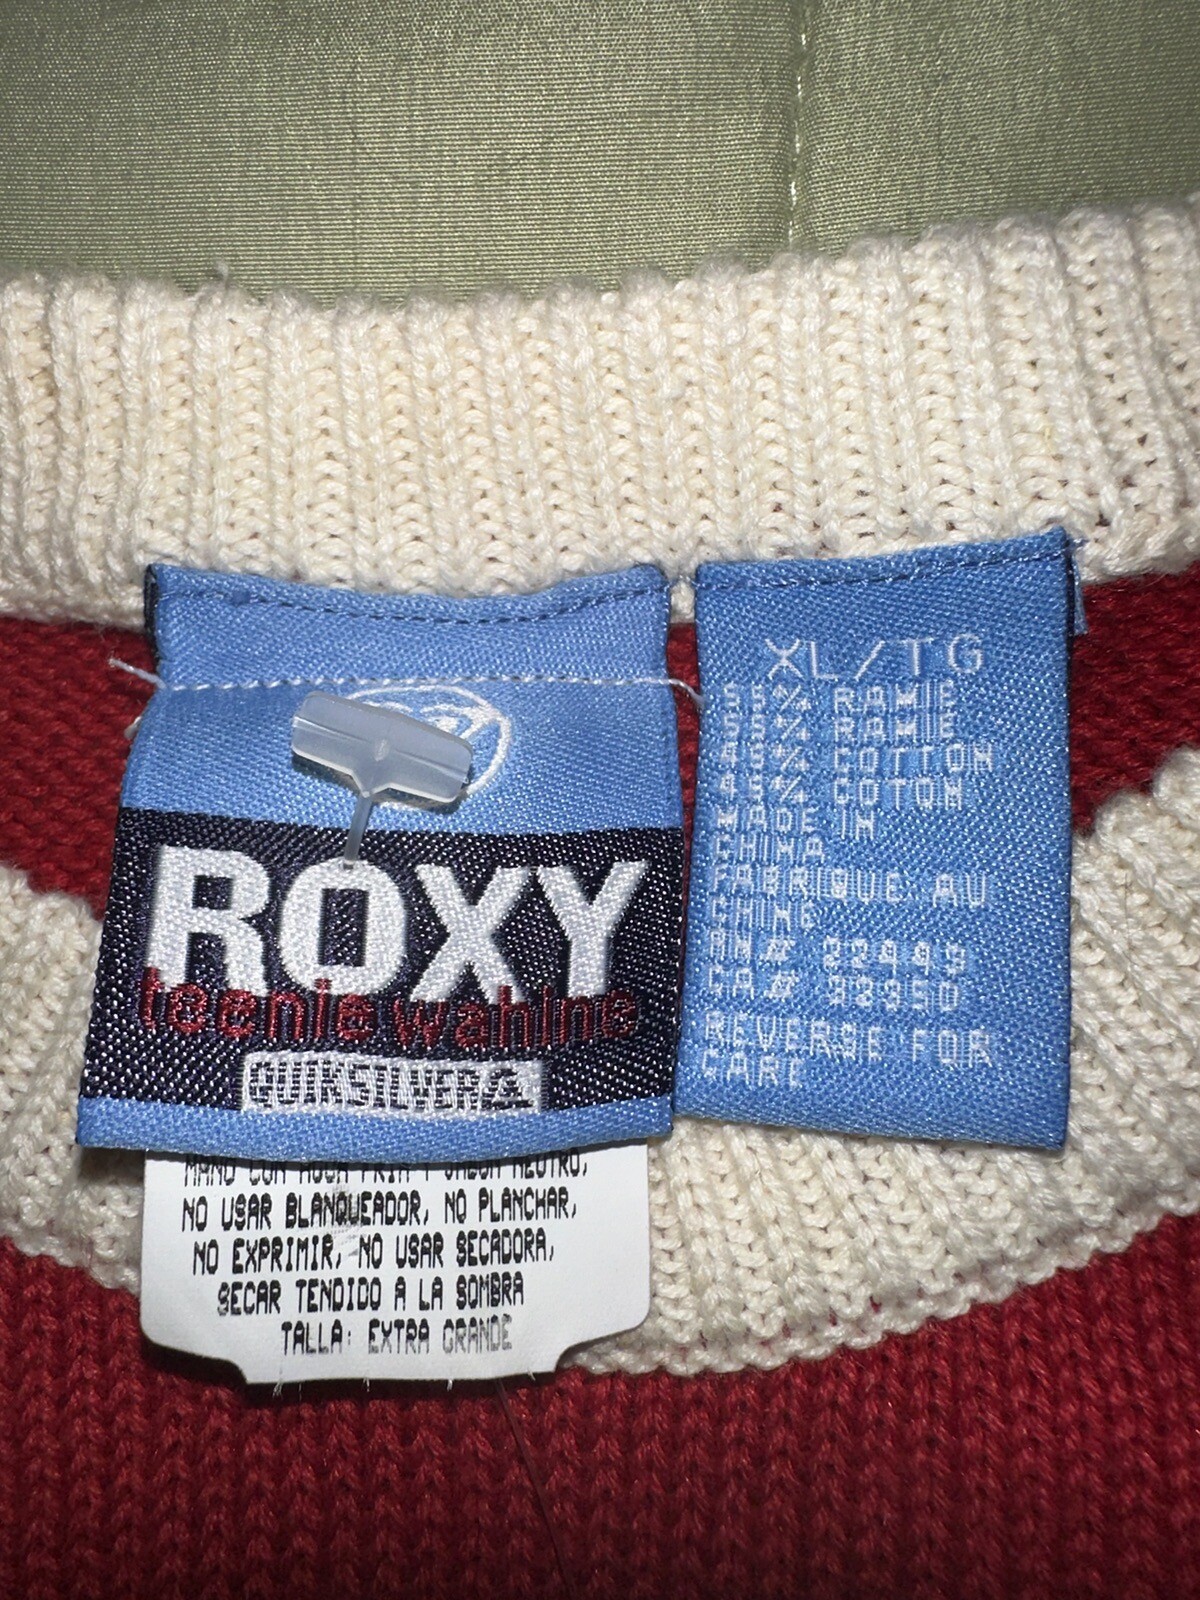 ROXY
teenie wahine
QUIKSILVER
MANO CON AGUA FRIA Y JABON NEUTRO,
NO USAR BLANQUEADOR, NO PLANCHAR,
NO EXPRIMIR, NO USAR SECADORA,
SECAR TENDIDO A LA SOMBRA
TALLA: EXTRA GRANDE
XL/TG
55% RAMIE
55% RAMIE
45% COTTON
45% COTON
MADE IN
CHINA
FABRIQUE AU
CHINE
RN# 22449
CA# 32350
REVERSE FOR
CARE